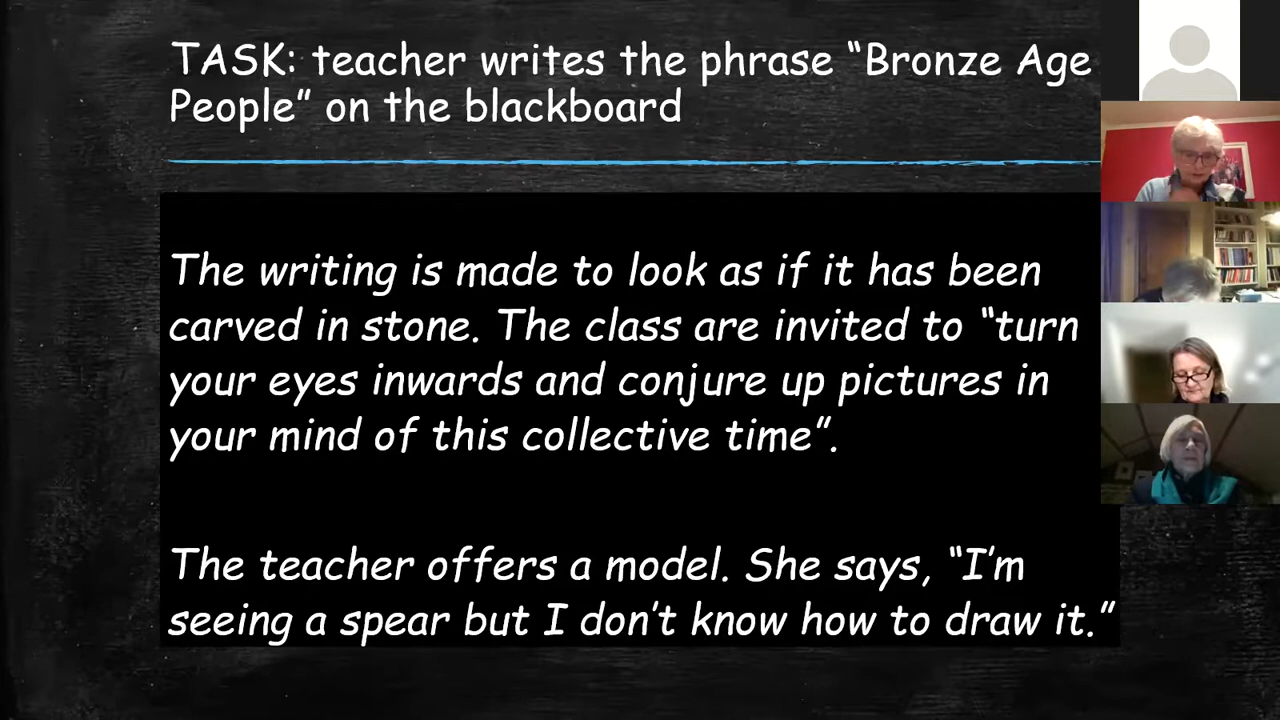 TASK: teacher writes the phrase “Bronze Age
People” on the blackboard
The writing is made to look as if it has been
carved in stone. The class are invited to “turn
your eyes inwards and conjure up pictures in
your mind of this collective time”.
The teacher offers a model. She says, “I’m
seeing a spear but I don’t know how to draw it.”